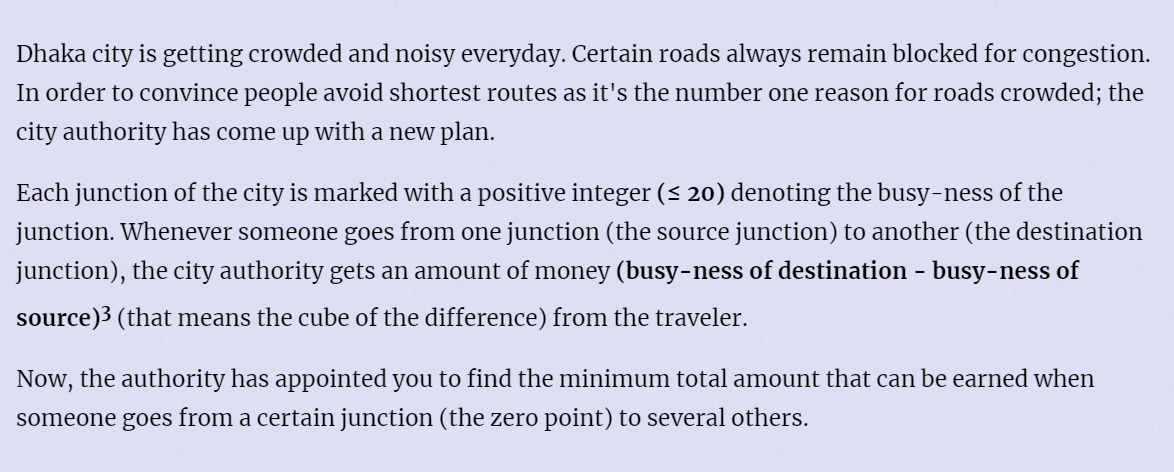 Dhaka city is getting crowded and noisy everyday. Certain roads always remain blocked for congestion.
In order to convince people avoid shortest routes as it's the number one reason for roads crowded; the
city authority has come up with a new plan.
Each junction of the city is marked with a positive integer (≤ 20) denoting the busy-ness of the
junction. Whenever someone goes from one junction (the source junction) to another (the destination
junction), the city authority gets an amount of money (busy-ness of destination - busy-ness of
source)³ (that means the cube of the difference) from the traveler.
Now, the authority has appointed you to find the minimum total amount that can be earned when
someone goes from a certain junction (the zero point) to several others.